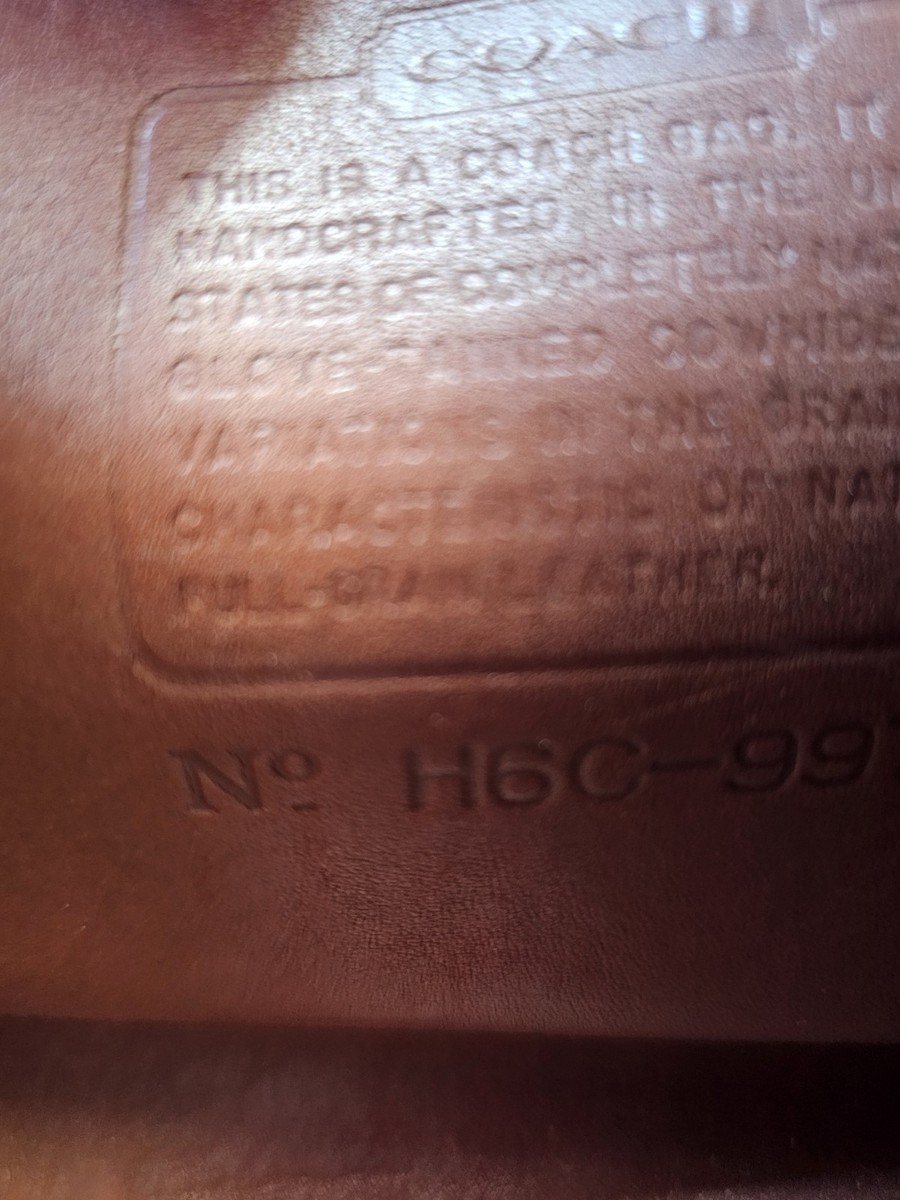 COACH
THIS IS A COACH BAG. IT
HANDCRAFTED IN THE
STATES OF COMPLETELY
GLOVE-TANNED COWHIDE
VARIATIONS IN THE
CHARACTERISTIC OF
FULL-GRAIN LEATHER.
Nº H6C-99